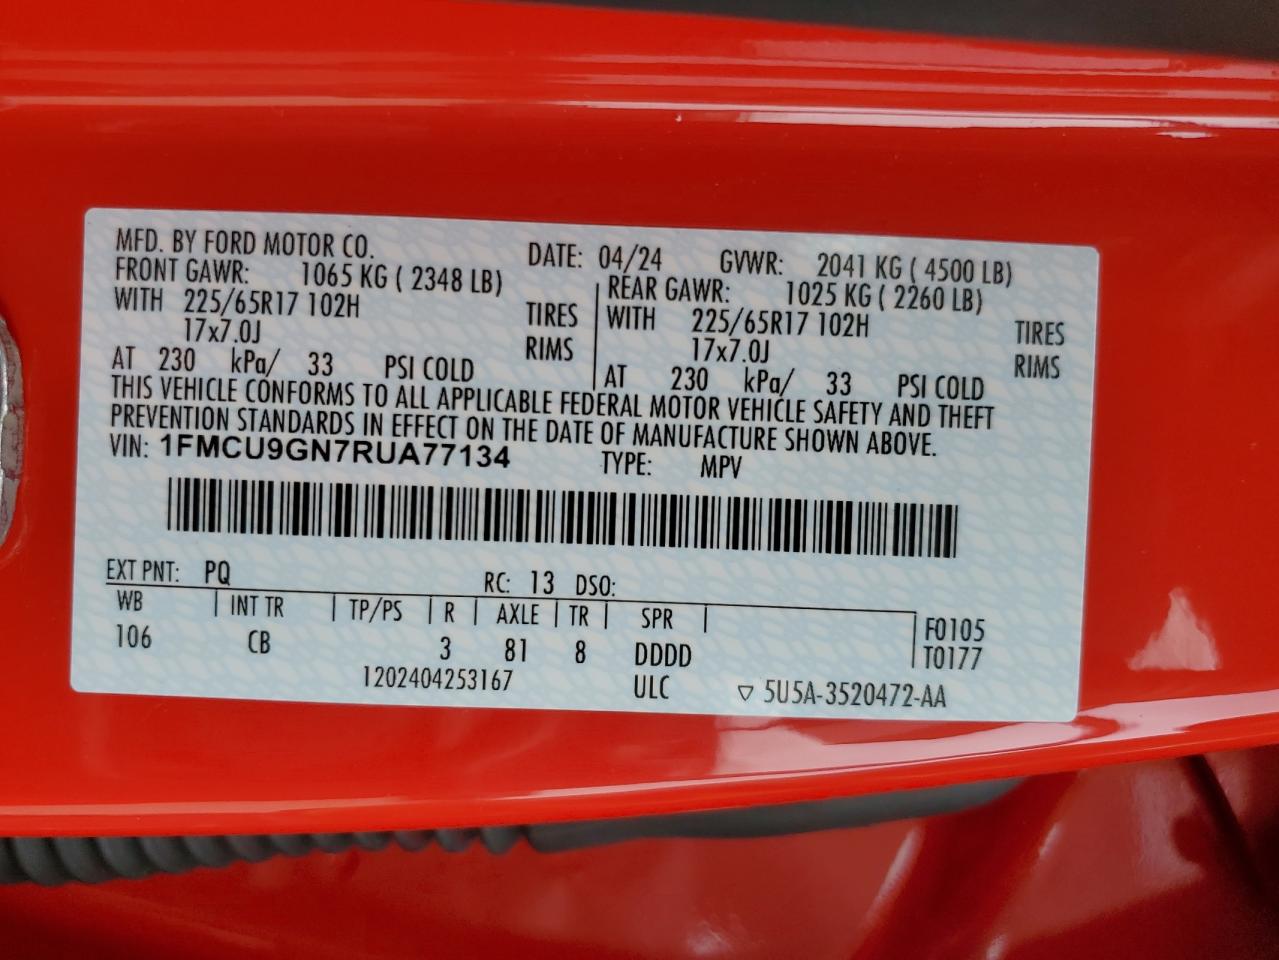 MFD. BY FORD MOTOR CO. DATE: 04/24 GVWR: 2041 KG ( 4500 LB)
FRONT GAWR: 1065 KG ( 2348 LB) REAR GAWR: 1025 KG ( 2260 LB)
WITH 225/65R17 102H TIRES WITH 225/65R17 102H TIRES
17x7.0J RIMS 17x7.0J RIMS
AT 230 kPa/ 33 PSI COLD AT 230 kPa/ 33 PSI COLD
THIS VEHICLE CONFORMS TO ALL APPLICABLE FEDERAL MOTOR VEHICLE SAFETY AND THEFT
PREVENTION STANDARDS IN EFFECT ON THE DATE OF MANUFACTURE SHOWN ABOVE.
VIN: 1FMCU9GN7RUA77134 TYPE: MPV
EXT PNT: PQ RC: 13 DSO:
WB INT TR TP/PS R AXLE TR SPR F0105
106 CB 3 81 8 DDDD T0177
1202404253167 ULC ▽ 5U5A-3520472-AA